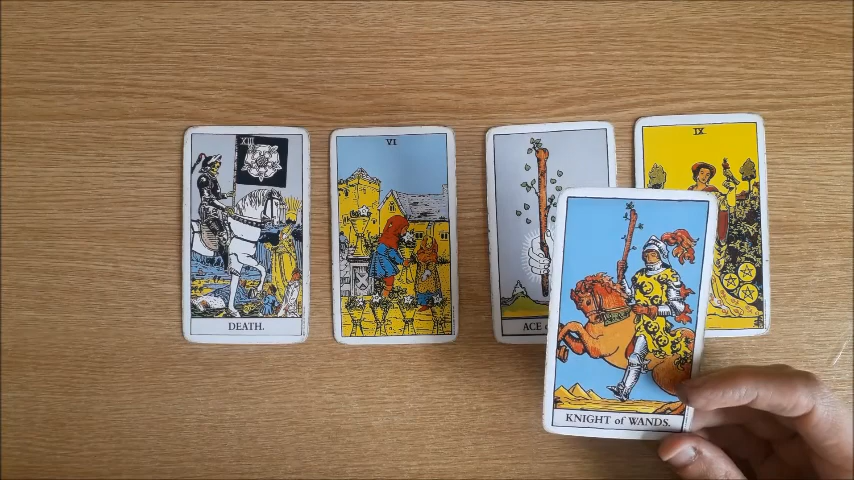 XIII
VI
IX
DEATH.
ACE
KNIGHT of WANDS.